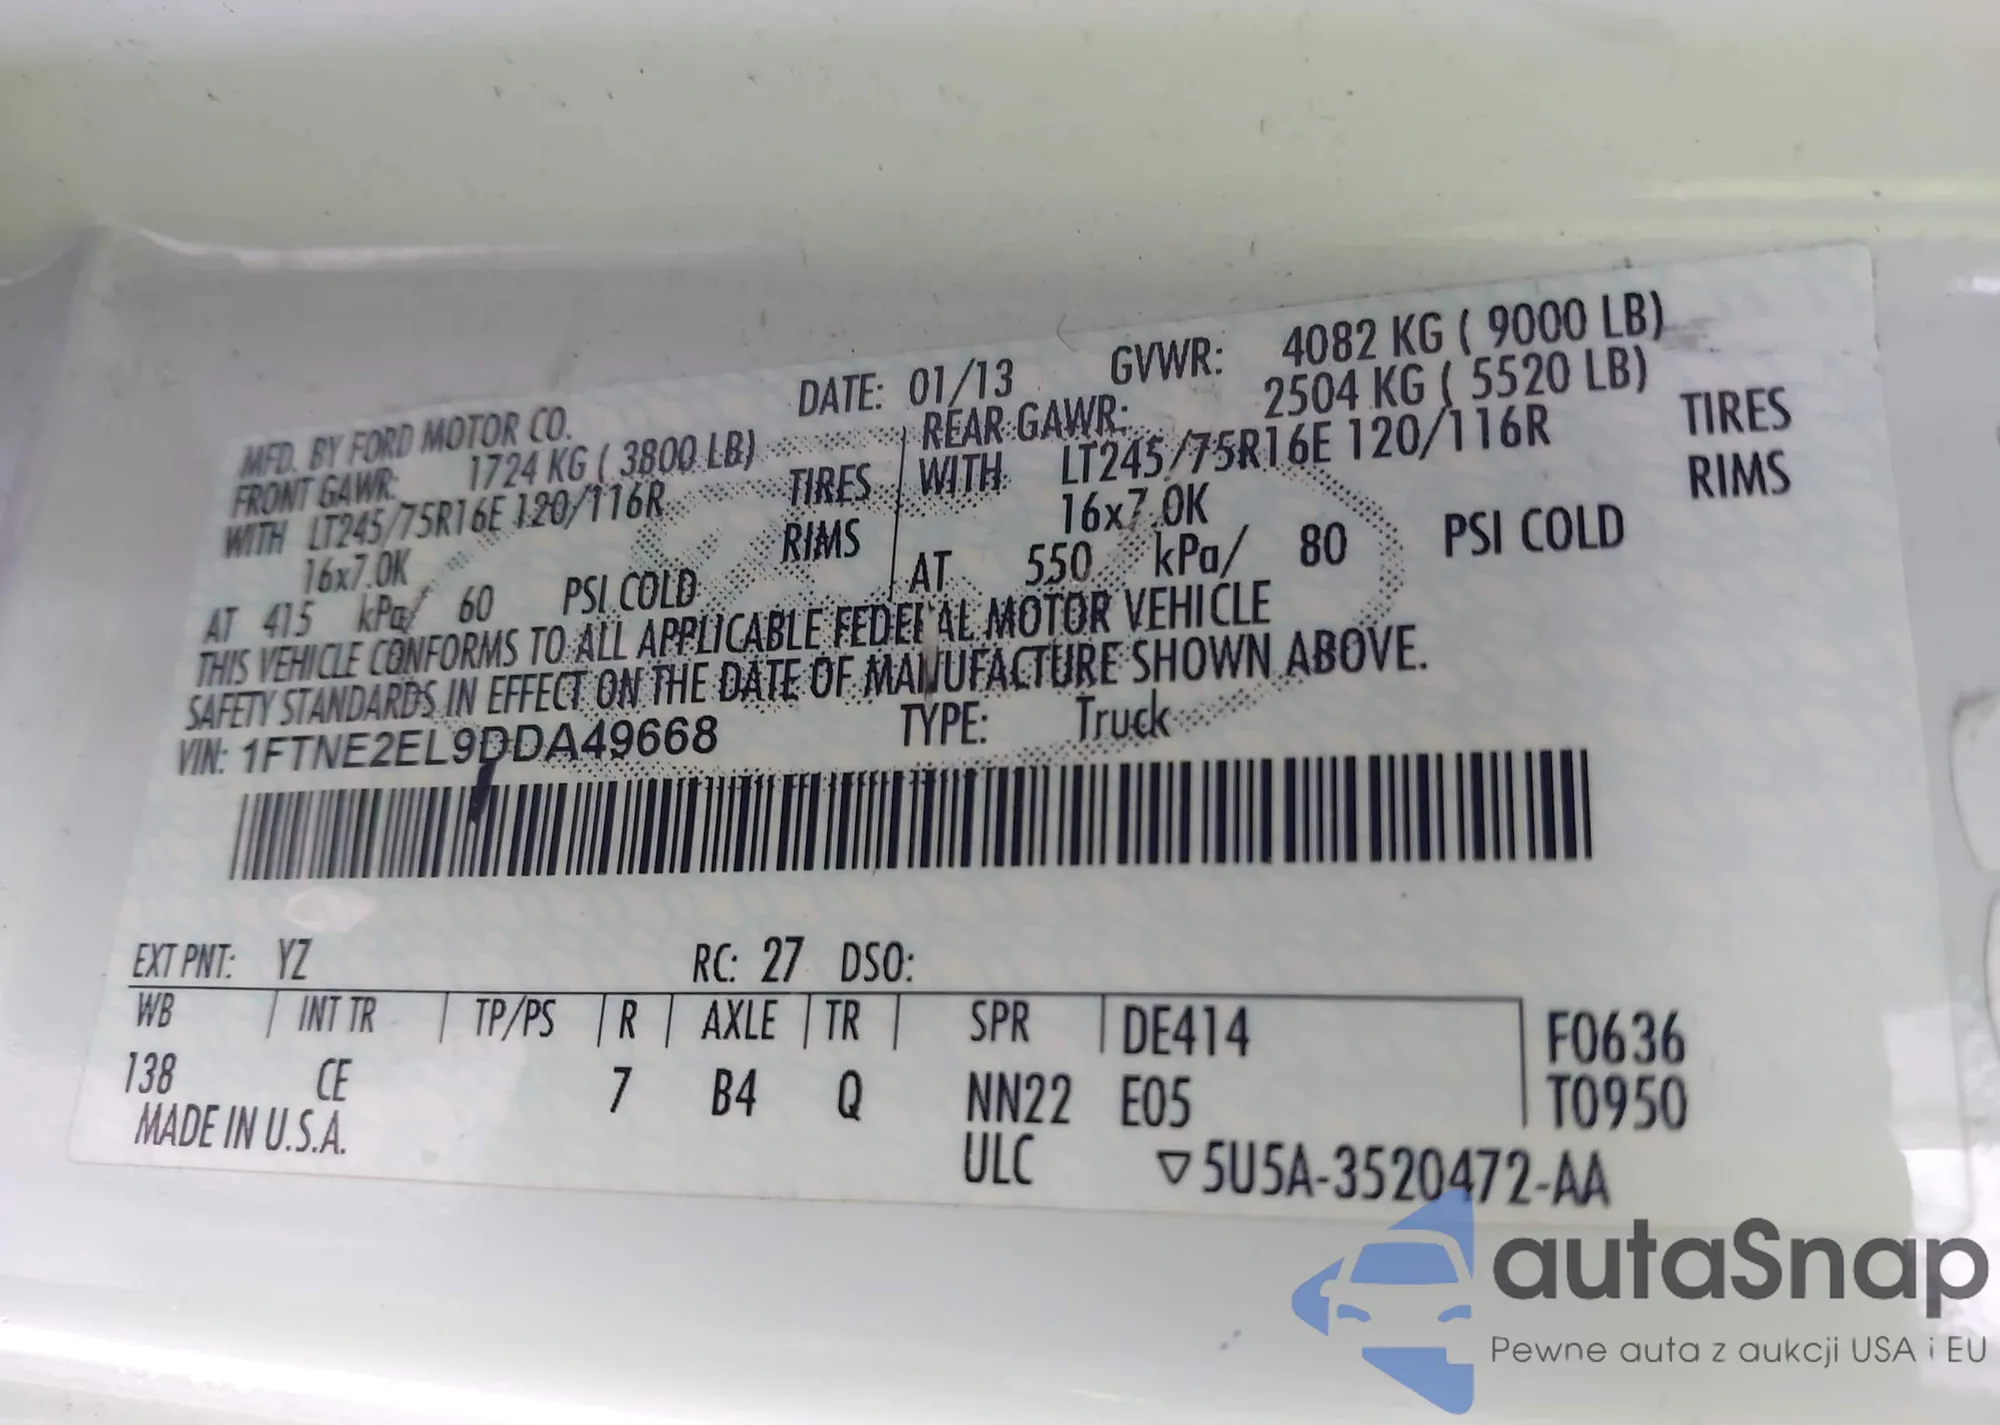 MFD. BY FORD MOTOR CO. DATE: 01/13 GVWR: 4082 KG ( 9000 LB)
FRONT GAWR: 1724 KG ( 3800 LB) REAR GAWR: 2504 KG ( 5520 LB)
WITH LT245/75R16E 120/116R TIRES WITH LT245/75R16E 120/116R TIRES
16x7.0K RIMS 16x7.0K RIMS
AT 415 kPa/ 60 PSI COLD AT 550 kPa/ 80 PSI COLD
THIS VEHICLE CONFORMS TO ALL APPLICABLE FEDERAL MOTOR VEHICLE
SAFETY STANDARDS IN EFFECT ON THE DATE OF MANUFACTURE SHOWN ABOVE.
VIN: 1FTNE2EL9DDA49668 TYPE: Truck
EXT PNT: YZ RC: 27 DSO:
WB | INT TR | TP/PS | R | AXLE | TR | SPR | DE414 F0636
138 CE 7 B4 Q NN22 E05 T0950
MADE IN U.S.A. ULC ▽5U5A-3520472-AA
autaSnap
Pewne auta z aukcji USA i EU